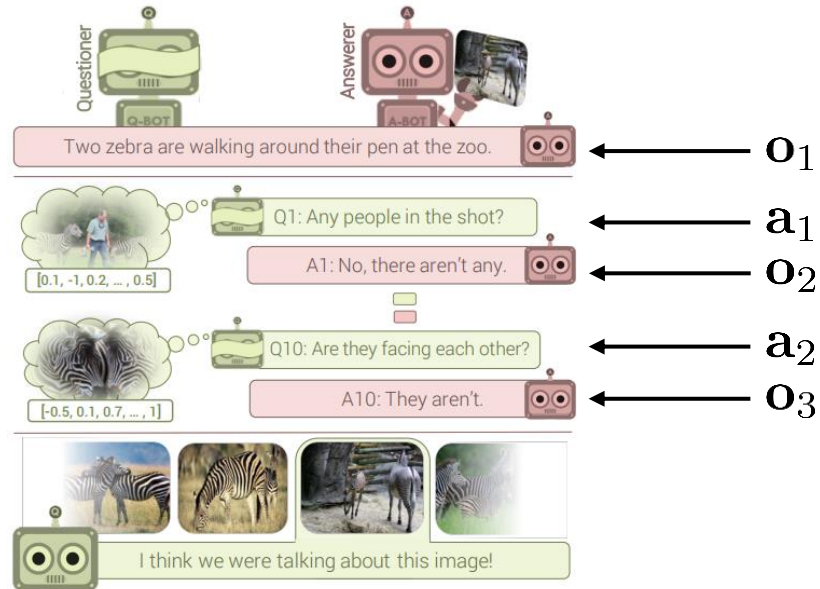 Q
A
Questioner
Answerer
Q-BOT
A-BOT
A
Two zebra are walking around their pen at the zoo.
o1
Q
Q1: Any people in the shot?
a1
A
A1: No, there aren't any.
o2
[0.1, -1, 0.2, ... , 0.5]
Q
Q10: Are they facing each other?
a2
A
A10: They aren't.
o3
[-0.5, 0.1, 0.7, ... , 1]
Q
I think we were talking about this image!